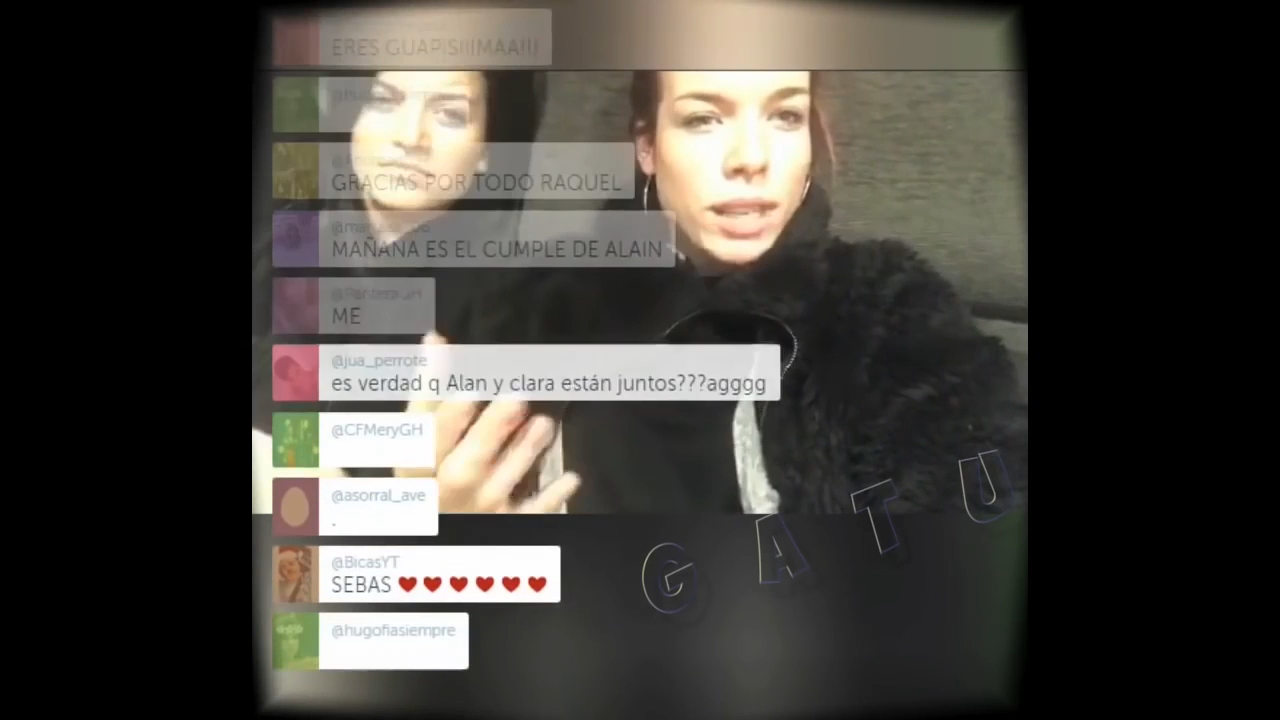 ERES GUAPISIIIMAA!!!
GRACIAS POR TODO RAQUEL
MAÑANA ES EL CUMPLE DE ALAIN
ME
@jua_perrote
es verdad q Alan y clara están juntos???agggg
@CFMeryGH
@asorral_ave
.
@BicasYT
SEBAS ♥♥♥♥♥♥
@hugofiasiempre
GATU